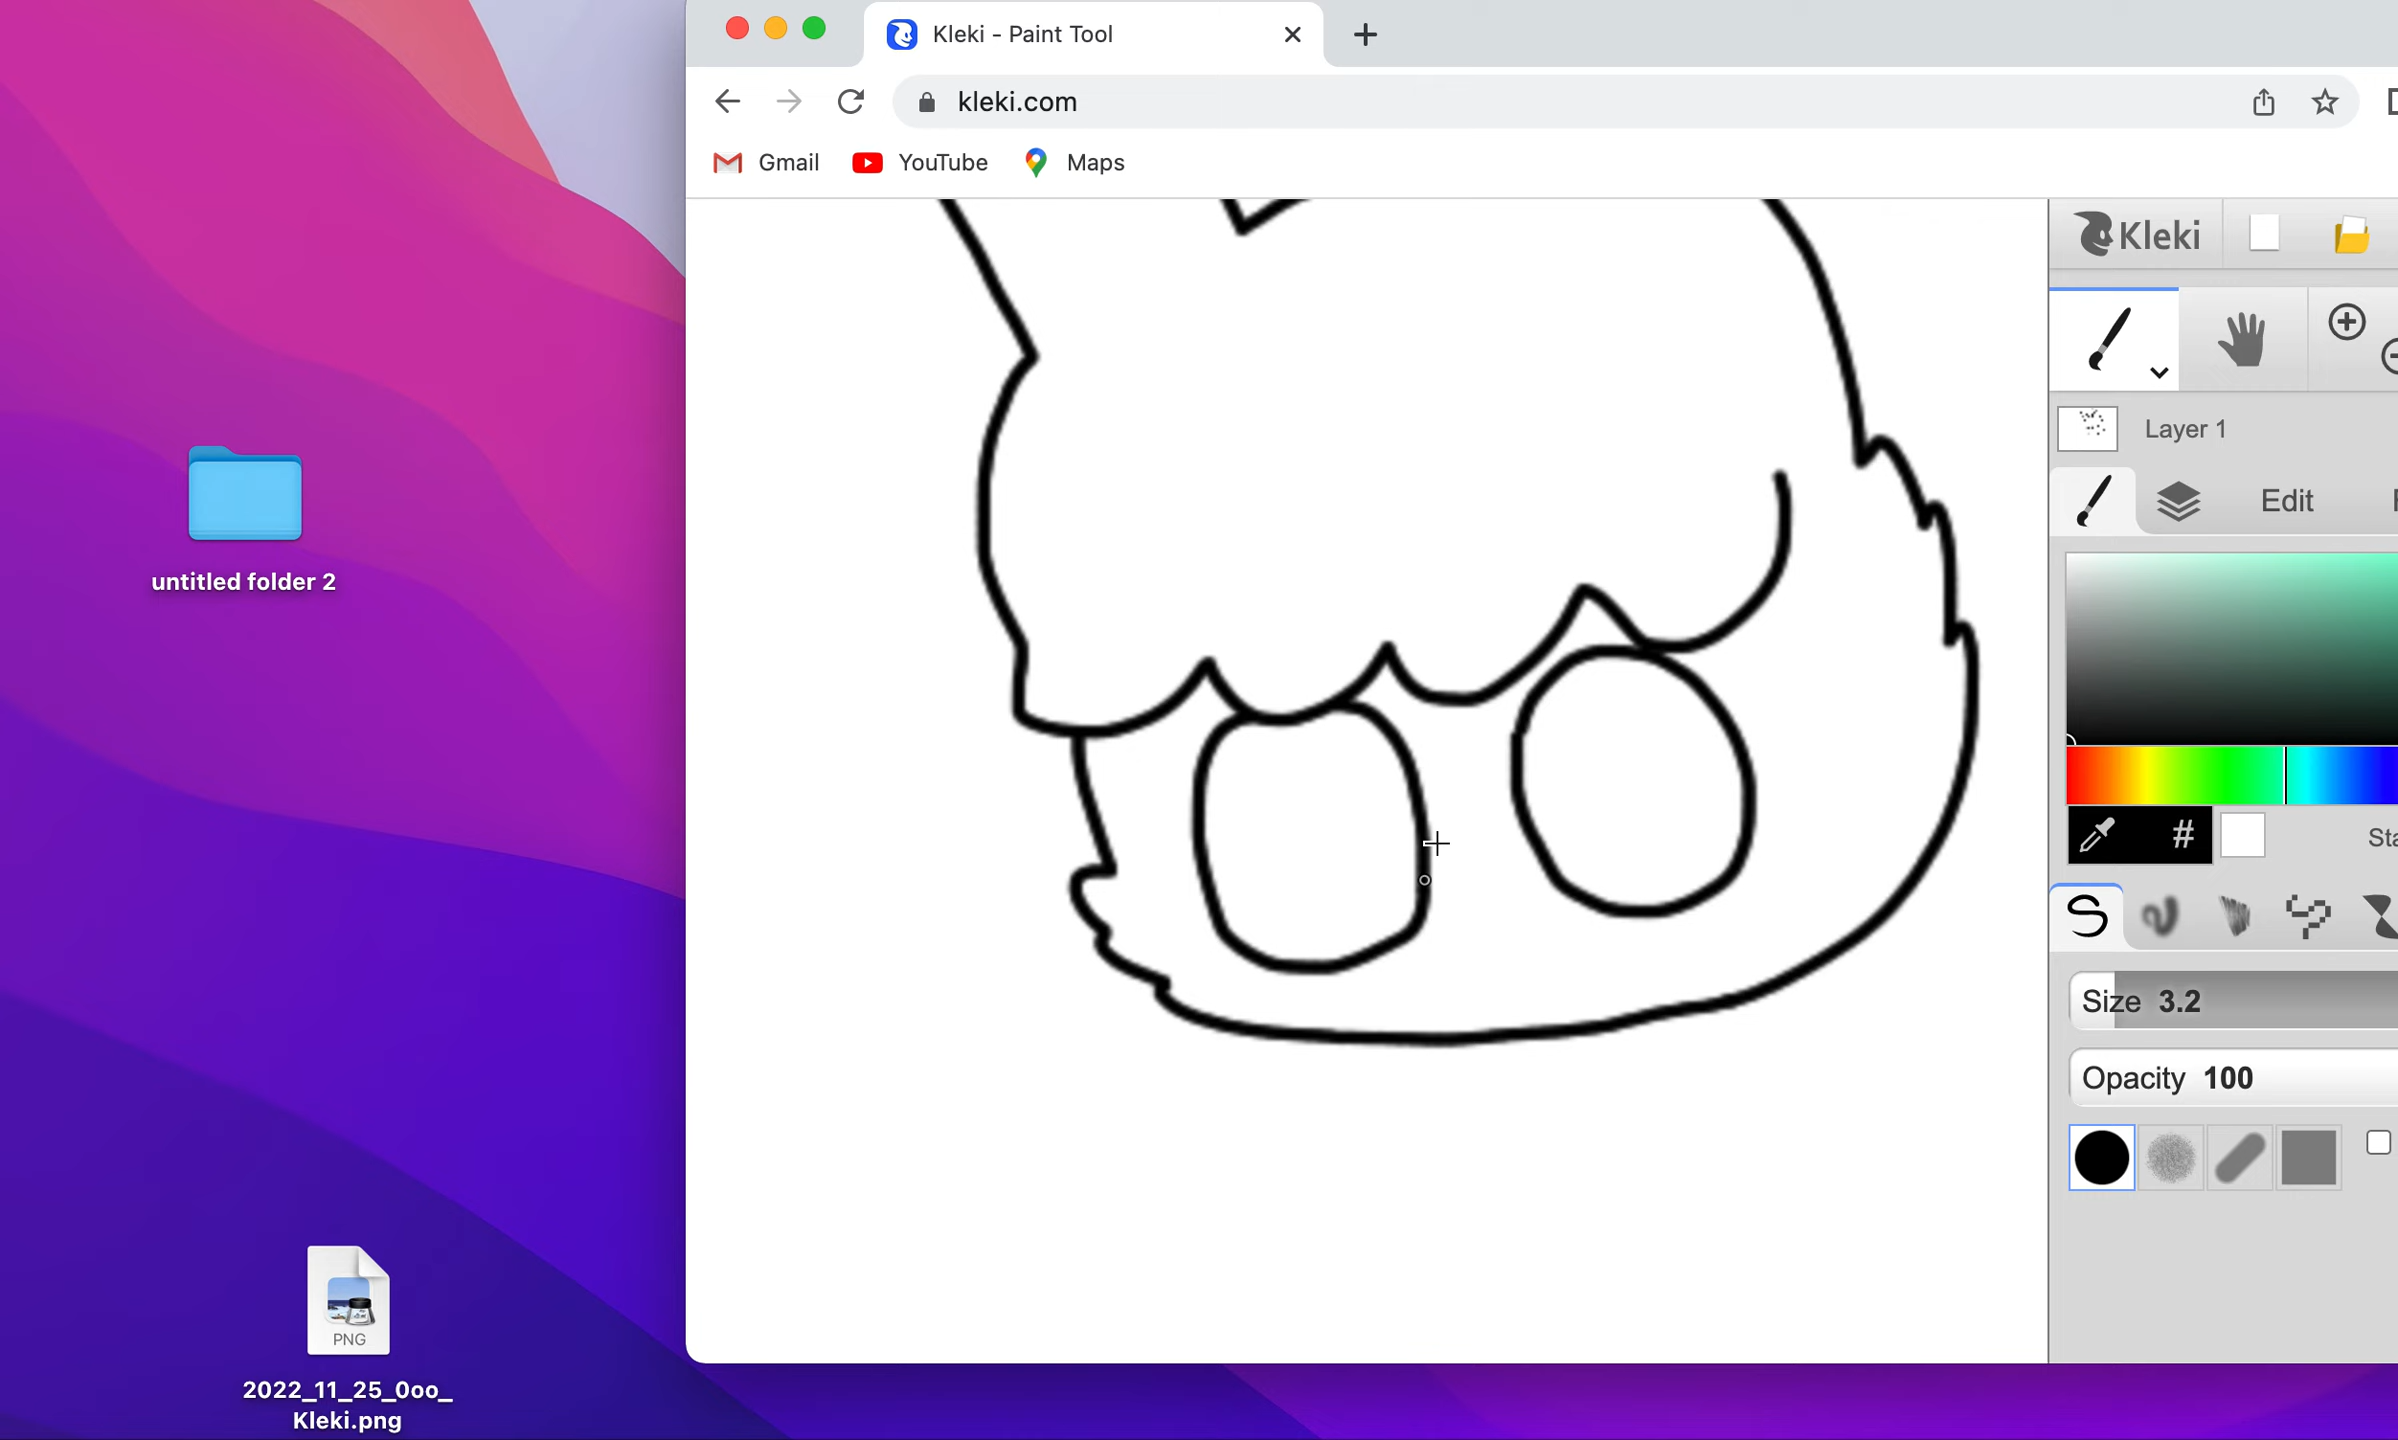 Kleki - Paint Tool
kleki.com
Gmail YouTube Maps
Kleki
Layer 1
Edit
#
Size 3.2
Opacity 100
untitled folder 2
PNG
2022_11_25_0oo_
Kleki.png